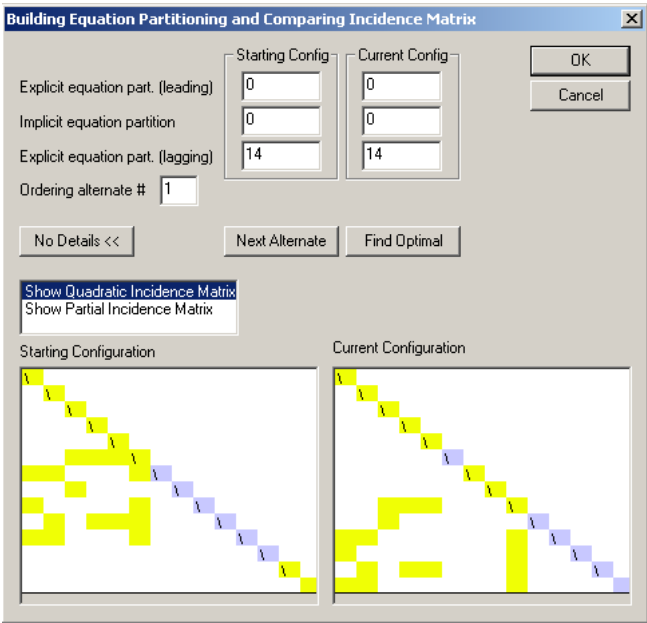 Building Equation Partitioning and Comparing Incidence Matrix
Starting Config
Current Config
OK
Explicit equation part. (leading)
0
0
Cancel
Implicit equation partition
0
0
Explicit equation part. (lagging)
14
14
Ordering alternate #
1
No Details <<
Next Alternate
Find Optimal
Show Quadratic Incidence Matrix
Show Partial Incidence Matrix
Starting Configuration
Current Configuration